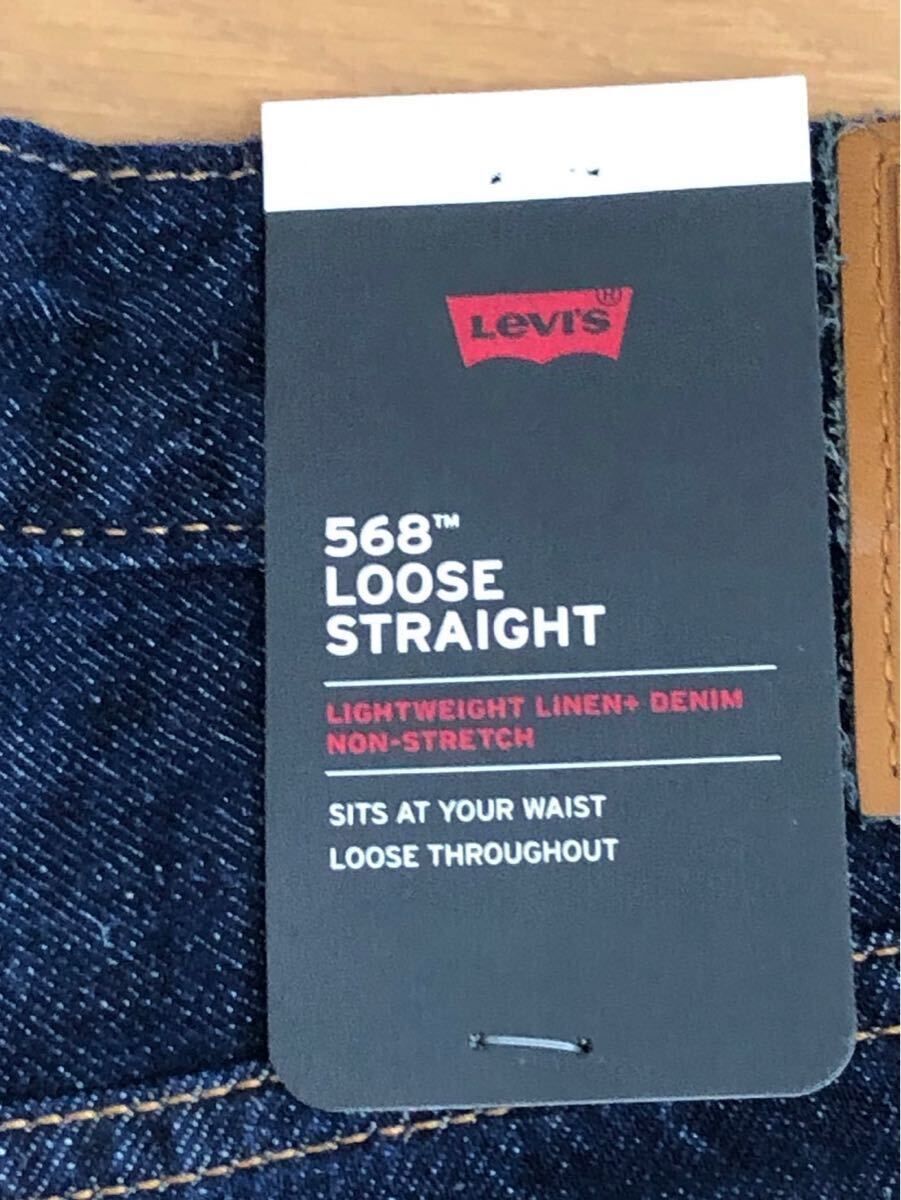 Levi's®
568™
LOOSE
STRAIGHT
LIGHTWEIGHT LINEN+ DENIM
NON-STRETCH
SITS AT YOUR WAIST
LOOSE THROUGHOUT